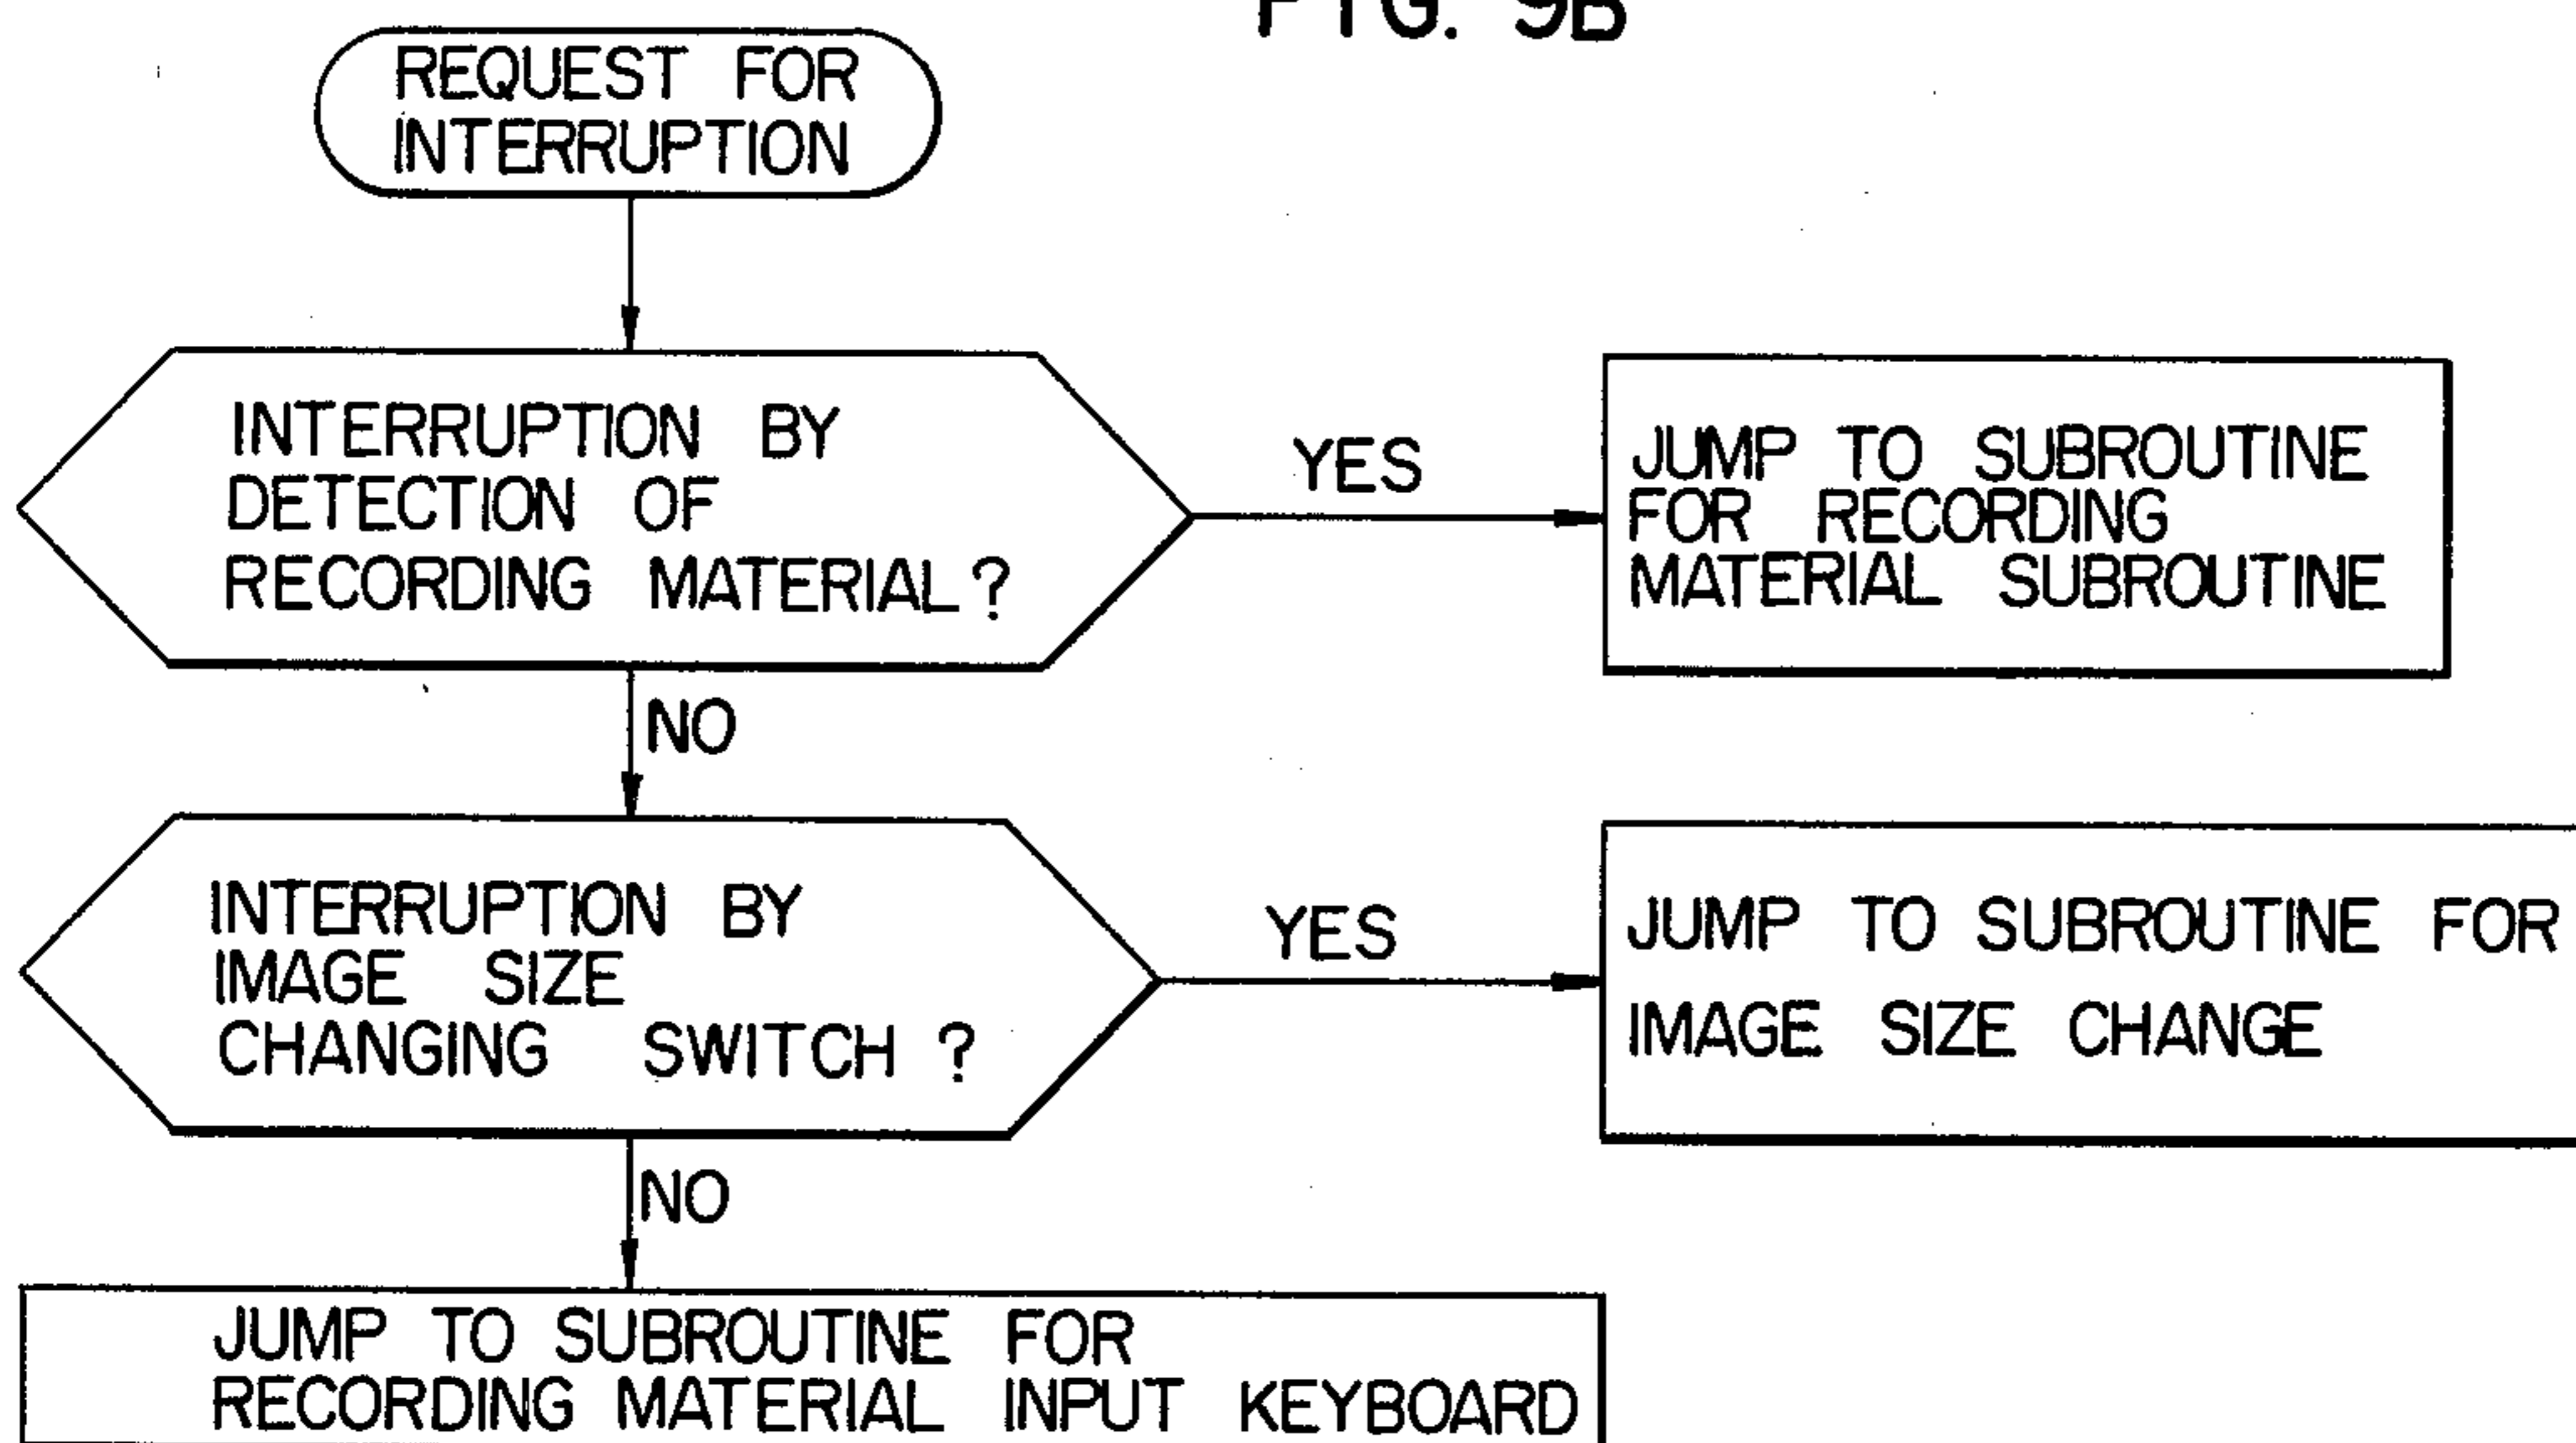 FIG. 9B
REQUEST FOR
INTERRUPTION
INTERRUPTION BY
DETECTION OF
RECORDING MATERIAL?
YES
JUMP TO SUBROUTINE
FOR RECORDING
MATERIAL SUBROUTINE
NO
INTERRUPTION BY
IMAGE SIZE
CHANGING SWITCH ?
YES
JUMP TO SUBROUTINE FOR
IMAGE SIZE CHANGE
NO
JUMP TO SUBROUTINE FOR
RECORDING MATERIAL INPUT KEYBOARD